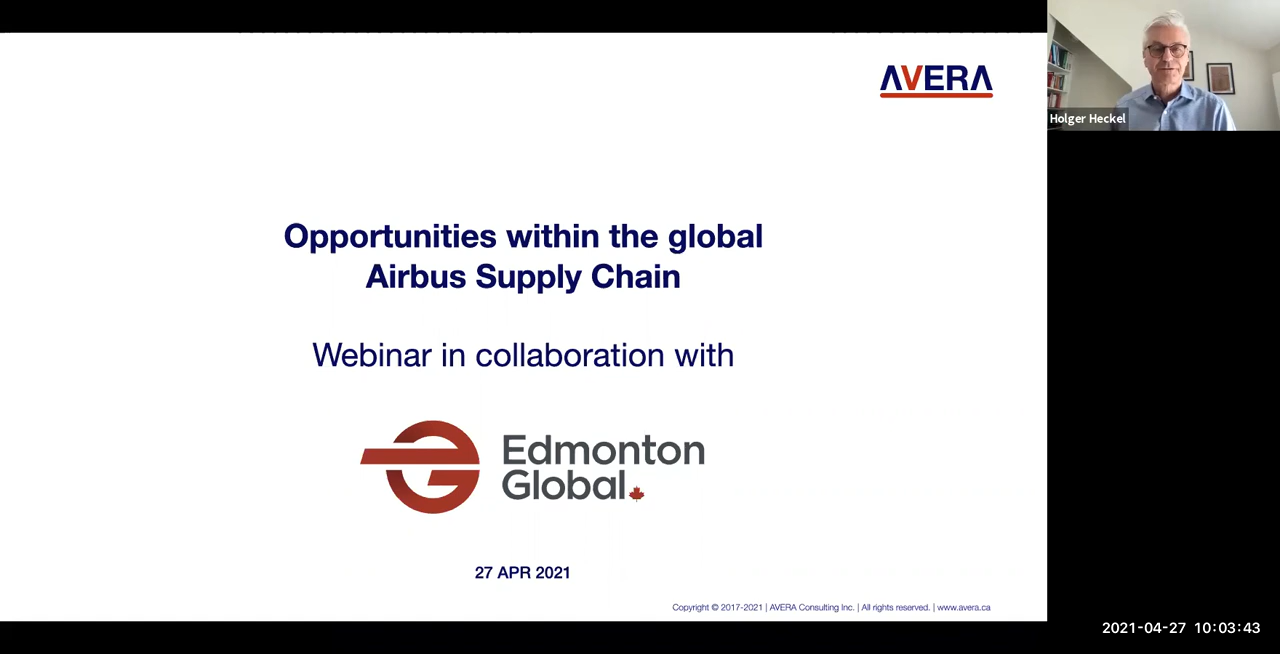 AVERA
Holger Heckel
Opportunities within the global
Airbus Supply Chain
Webinar in collaboration with
Edmonton
Global
27 APR 2021
Copyright © 2017-2021 | AVERA Consulting Inc. | All rights reserved. | www.avera.ca
2021-04-27 10:03:43